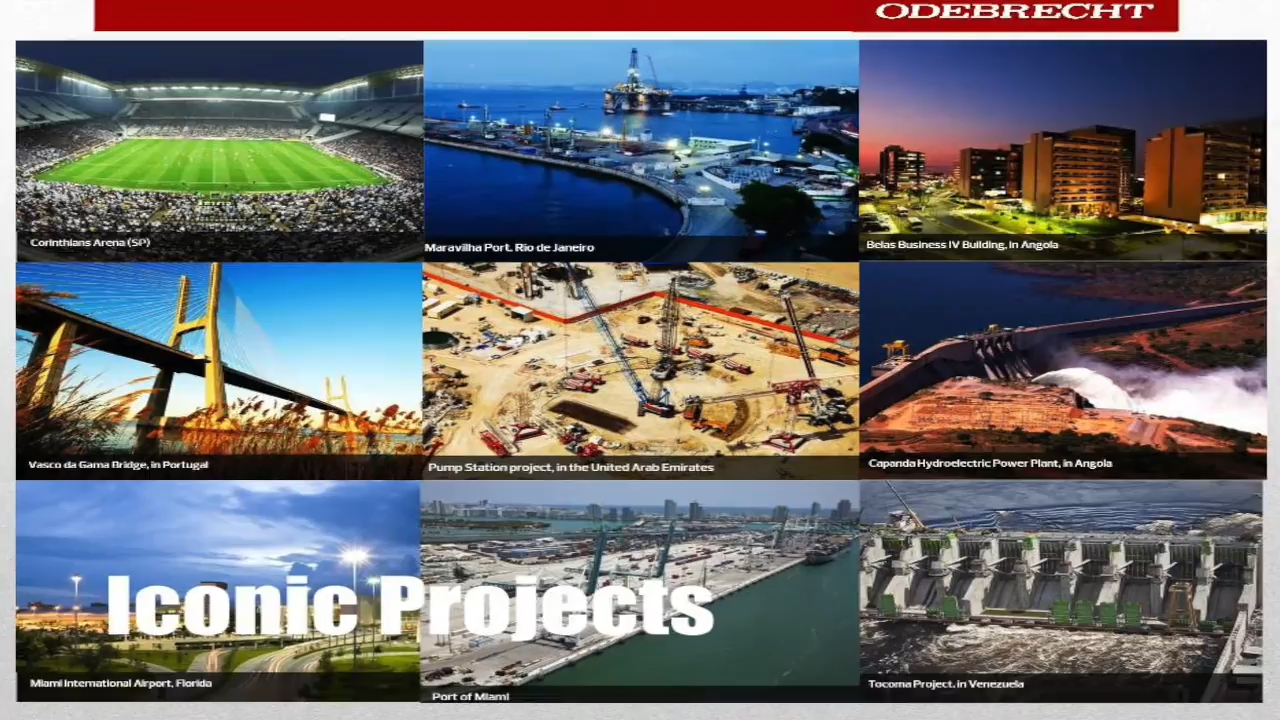 ODEBRECHT
Corinthians Arena (SP)
Maravilha Port, Rio de Janeiro
Belas Business IV Building, in Angola
Vasco da Gama Bridge, in Portugal
Pump Station project, in the United Arab Emirates
Capanda Hydroelectric Power Plant, in Angola
Iconic Projects
Miami International Airport, Florida
Port of Miami
Tocoma Project, in Venezuela